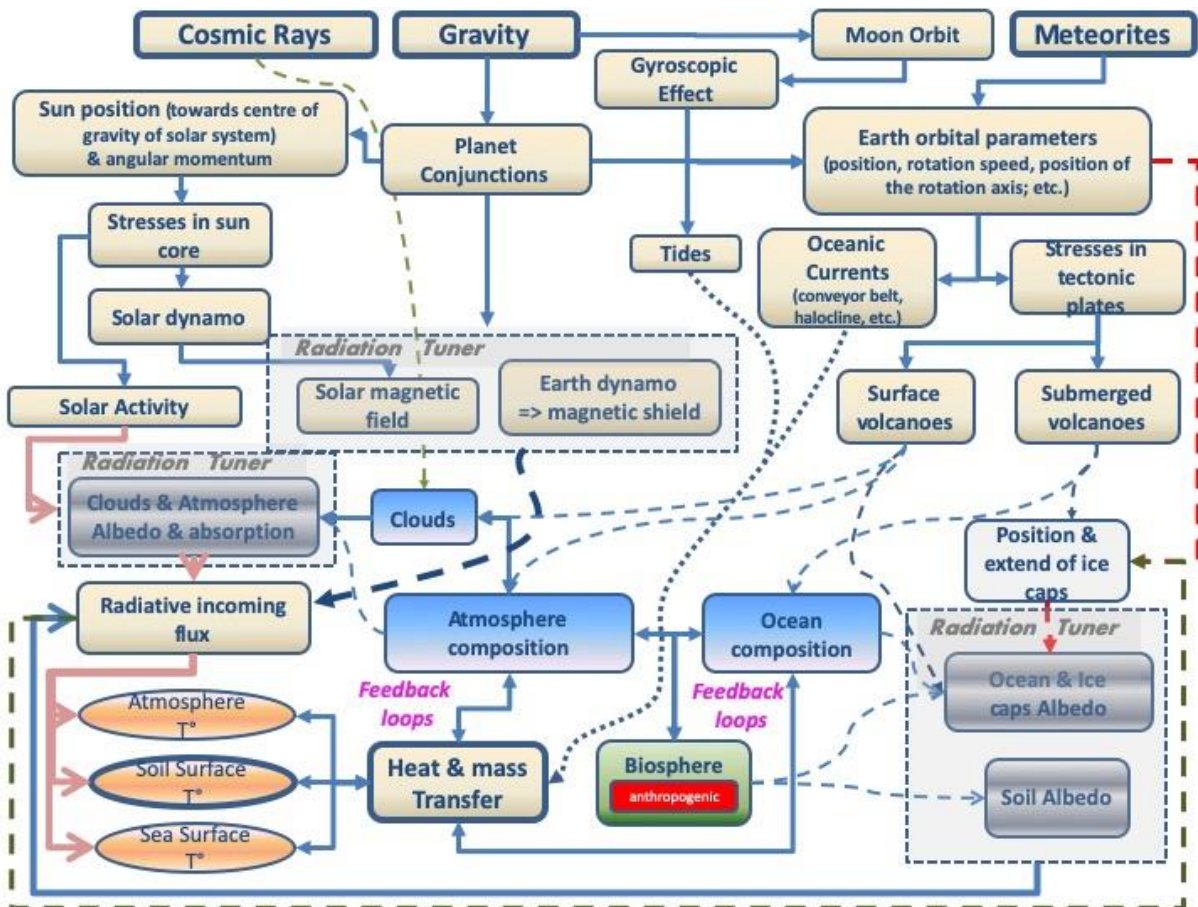 Cosmic Rays
Gravity
Moon Orbit
Meteorites
Gyroscopic
Effect
Sun position (towards centre of
gravity of solar system)
& angular momentum
Planet
Conjunctions
Earth orbital parameters
(position, rotation speed, position of
the rotation axis; etc.)
Stresses in sun
core
Tides
Oceanic
Currents
(conveyor belt,
halocline, etc.)
Stresses in
tectonic
plates
Solar dynamo
Radiation Tuner
Solar magnetic
field
Earth dynamo
=> magnetic shield
Solar Activity
Surface
volcanoes
Submerged
volcanoes
Radiation Tuner
Clouds & Atmosphere
Albedo & absorption
Clouds
Position &
extend of ice
caps
Radiative incoming
flux
Atmosphere
composition
Ocean
composition
Radiation Tuner
Ocean & Ice
caps Albedo
Feedback
loops
Feedback
loops
Atmosphere
T°
Soil Surface
T°
Sea Surface
T°
Heat & mass
Transfer
Biosphere
anthropogenic
Soil Albedo